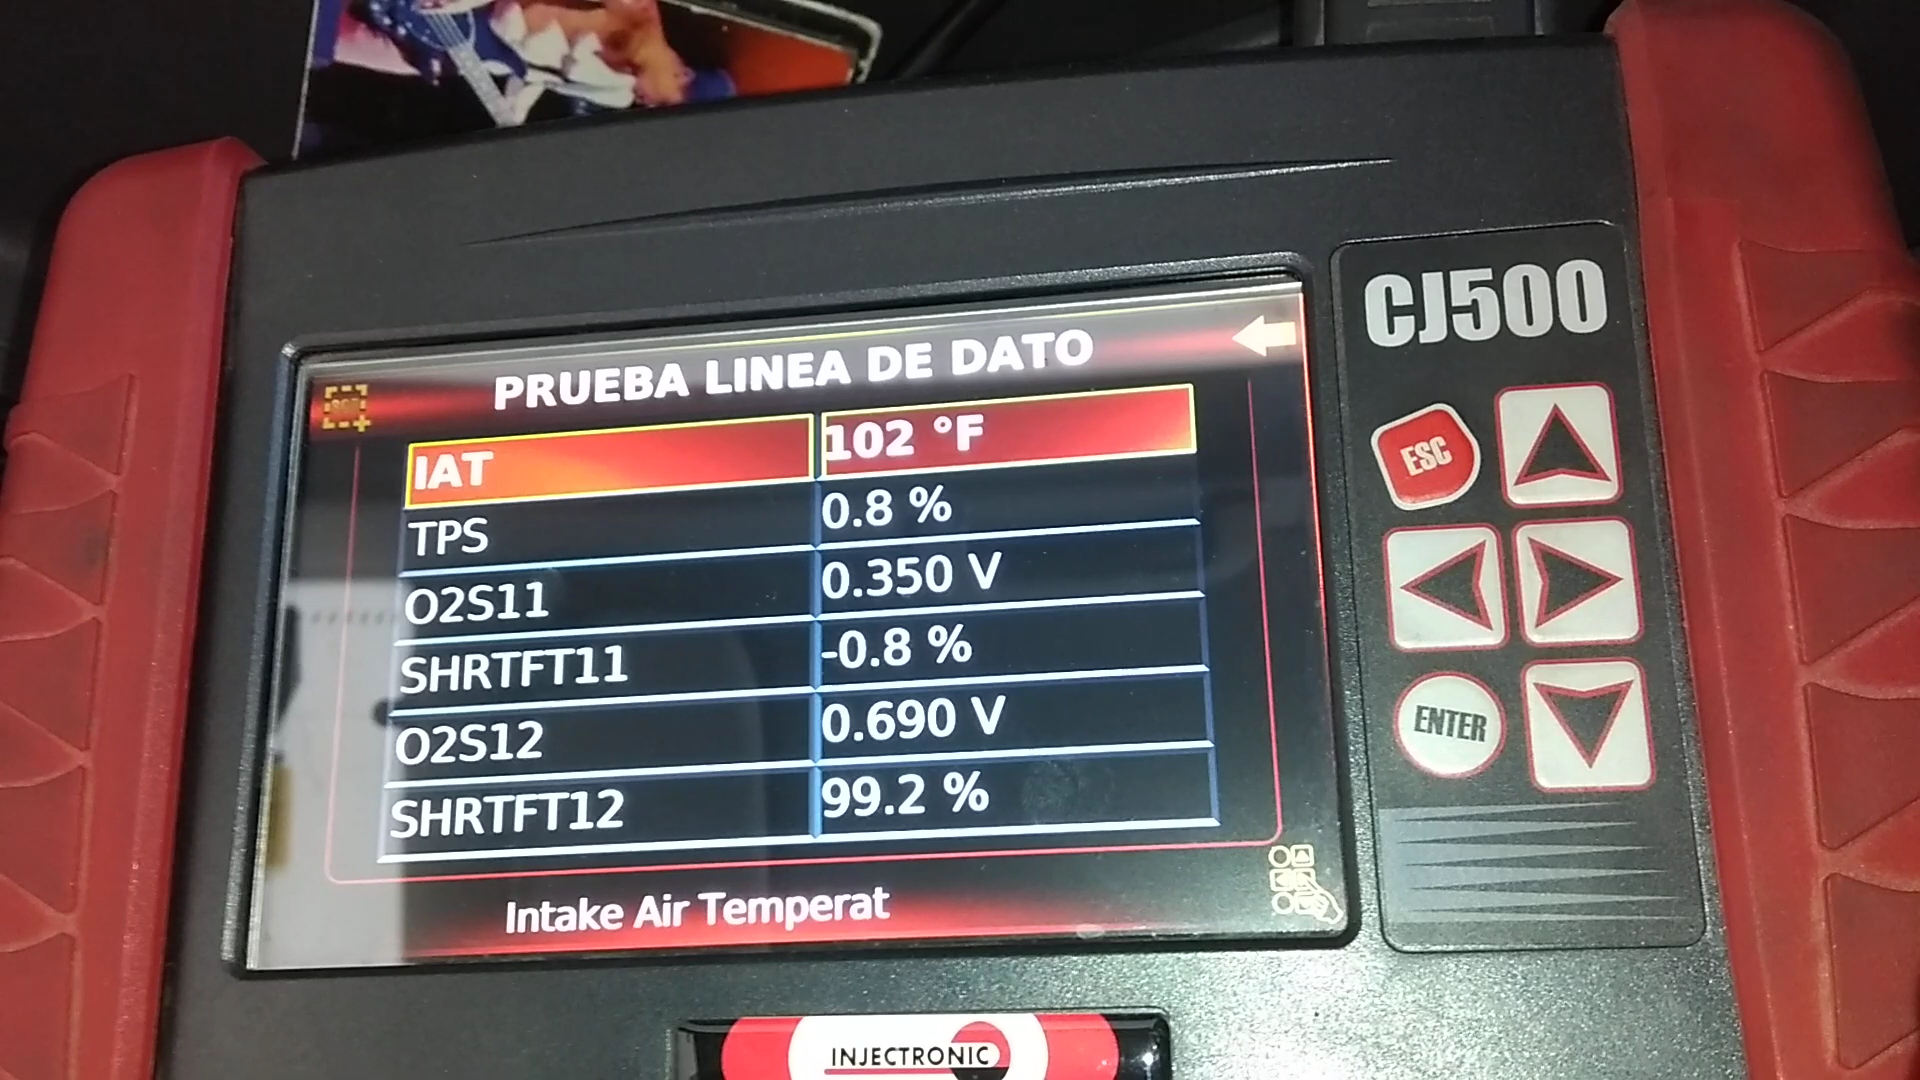 CJ500
PRUEBA LINEA DE DATO
IAT 102 °F
TPS 0.8 %
O2S11 0.350 V
SHRTFT11 -0.8 %
O2S12 0.690 V
SHRTFT12 99.2 %
Intake Air Temperat
ESC
ENTER
INJECTRONIC